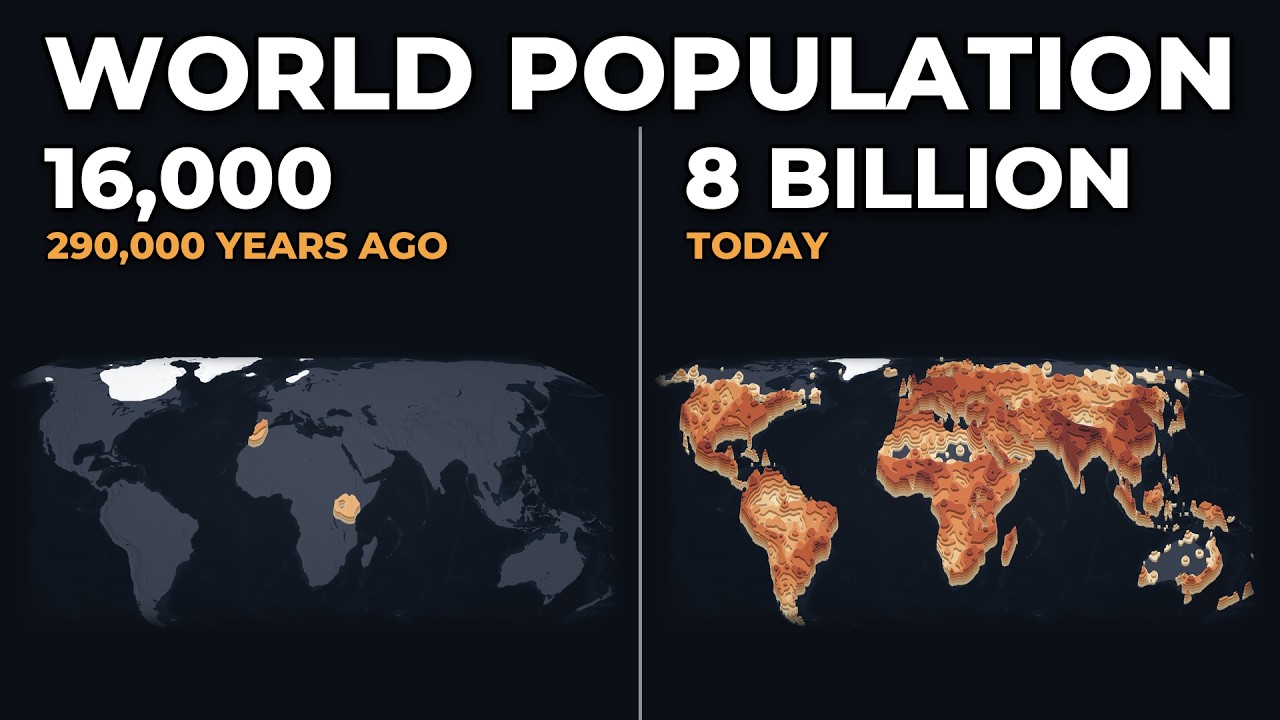 WORLD POPULATION
16,000
290,000 YEARS AGO
8 BILLION
TODAY